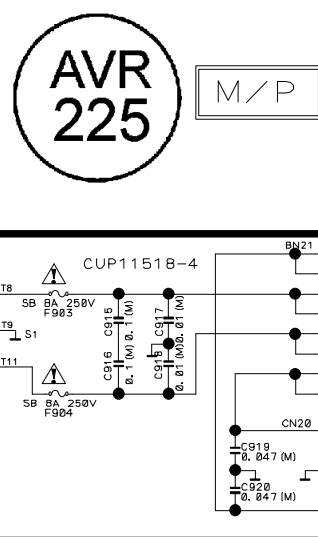 AVR
225
M/P
BN21
CUP11518-4
T8
SB 8A 250V
F903
C915
0.1 (M)
C917
0.01 (M)
T9
S1
C916
0.1 (M)
C918
0.01 (M)
T11
SB 8A 250V
F904
CN20
C919
0.047 (M)
C920
0.047 (M)